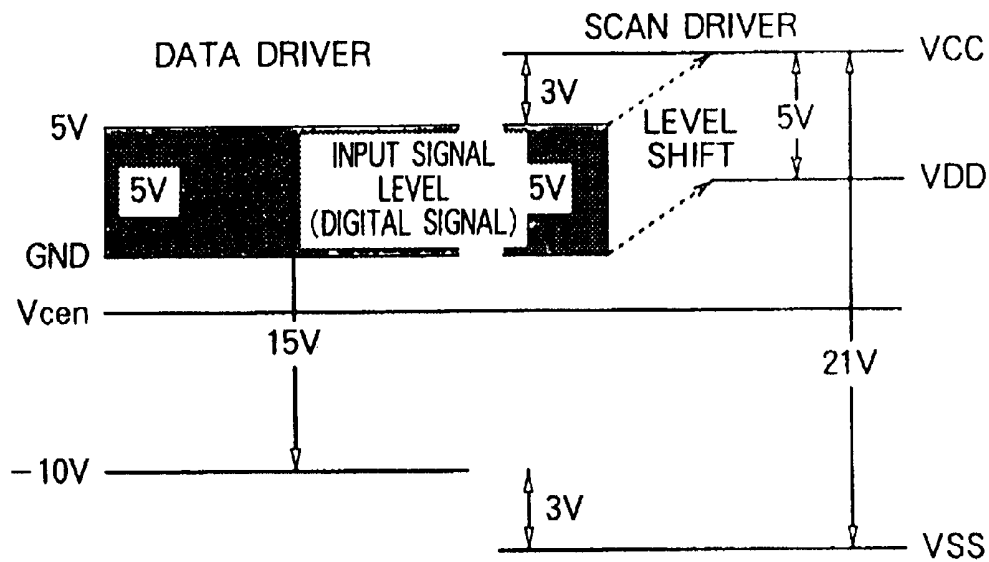 DATA DRIVER
SCAN DRIVER
VCC
3V
5V
LEVEL
SHIFT
5V
INPUT SIGNAL
LEVEL
(DIGITAL SIGNAL)
5V
5V
VDD
GND
Vcen
15V
21V
−10V
3V
VSS